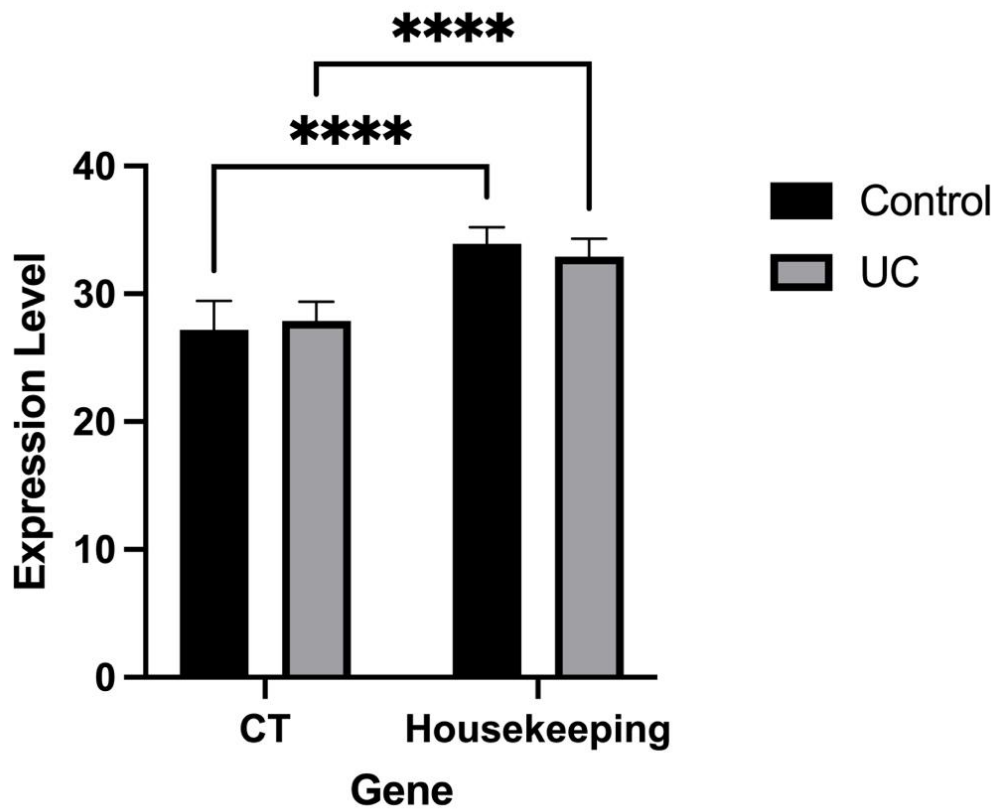 ****
****
40
30
20
10
0
Expression Level
CT
Housekeeping
Gene
Control
UC